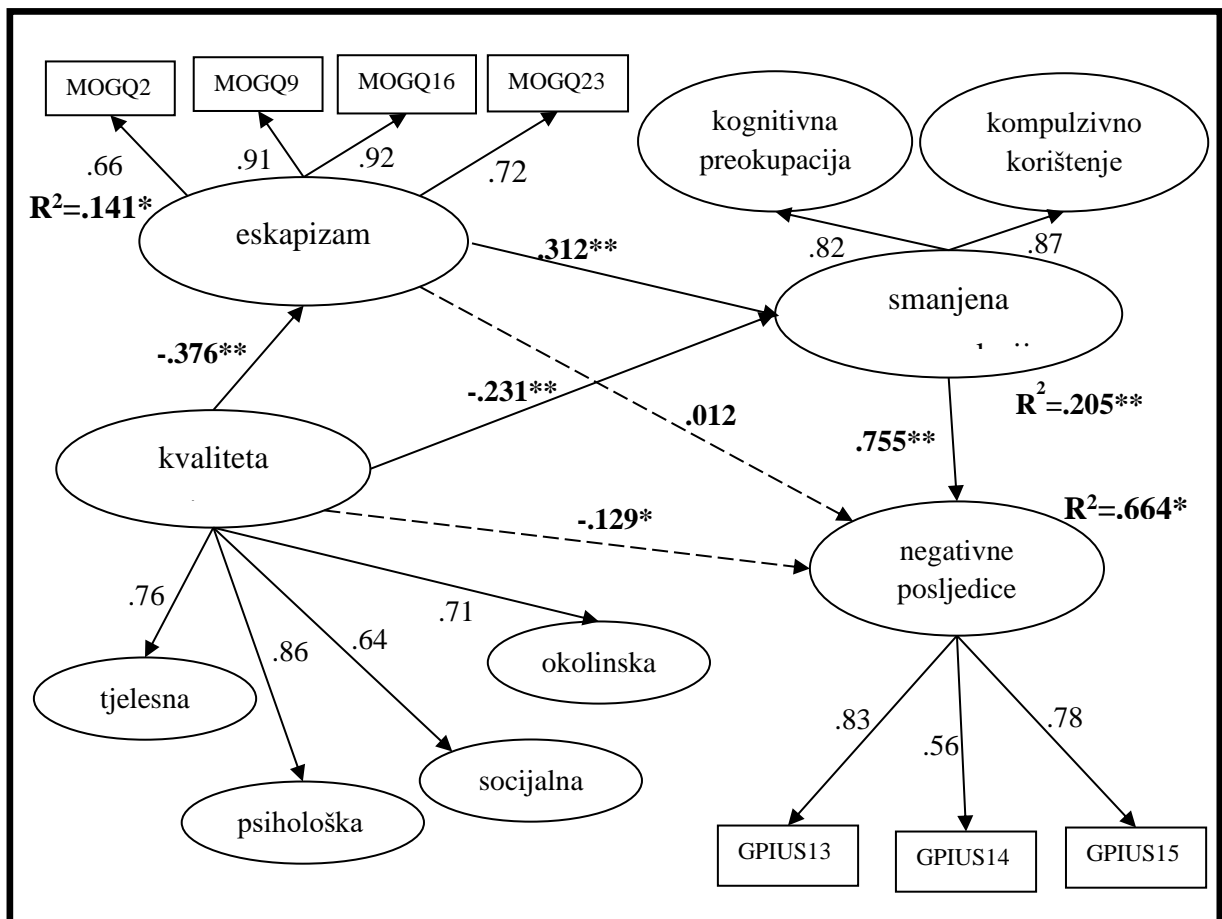 MOGQ2
MOGQ9
MOGQ16
MOGQ23
kognitivna
preokupacija
kompulzivno
korištenje
.66
.91
.92
.72
R²=.141*
eskapizam
.82
.87
.312**
smanjena
-.376**
-.231**
.012
R²=.205**
.755**
kvaliteta
-.129*
R²=.664*
negativne
posljedice
.76
.86
.64
.71
okolinska
tjelesna
socijalna
psihološka
.83
.56
.78
GPIUS13
GPIUS14
GPIUS15